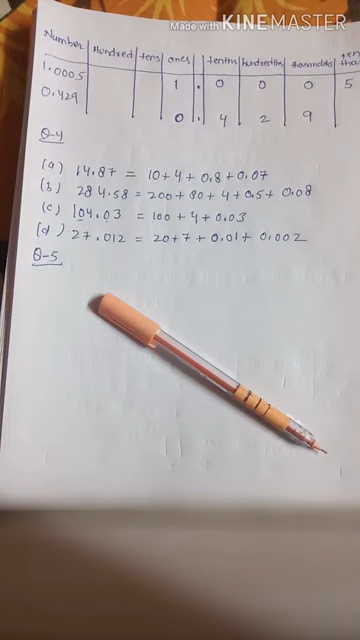 Made with KINEMASTER
Number Hundred tens ones . tenths hundredths thousandths ten
1.0005 1 . 0 0 0 5
0.429 0 . 4 2 9
Q-4
(a) 14.87 = 10+4+0.8+0.07
(b) 284.58 = 200+80+4+0.5+0.08
(c) 104.03 = 100+4+0.03
(d) 27.012 = 20+7+0.01+0.002
Q-5